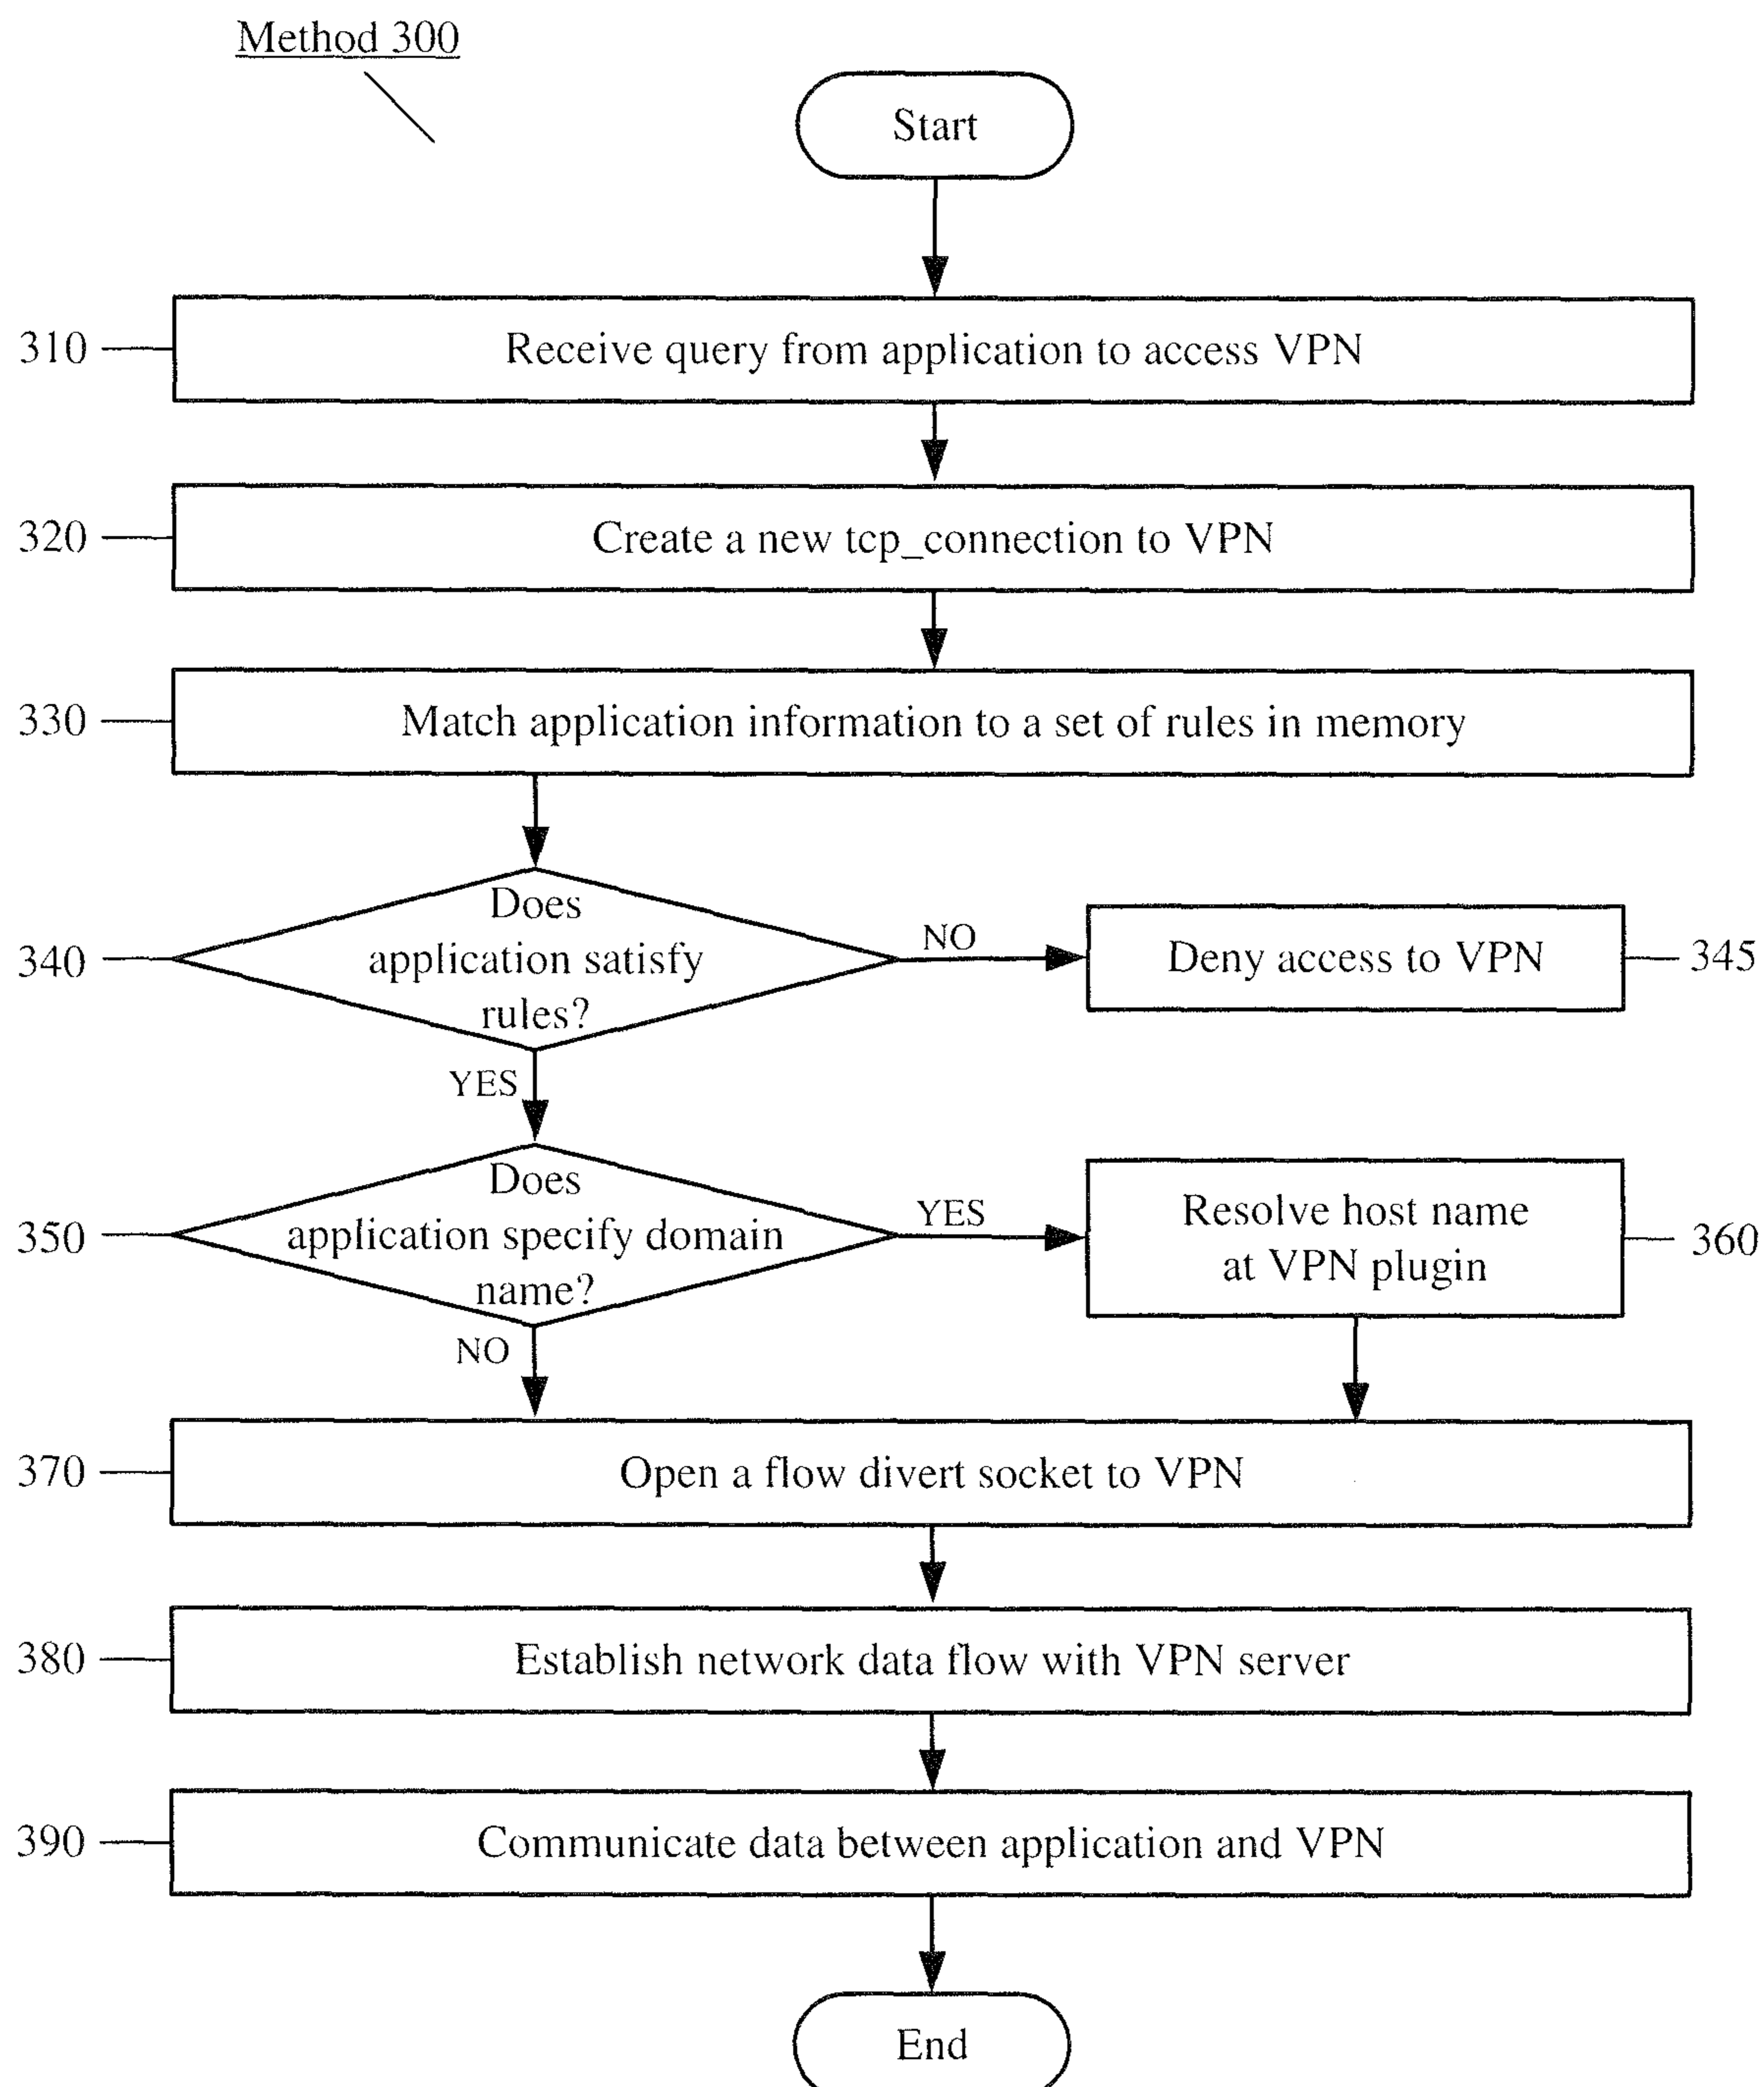 Method 300
Start
310
Receive query from application to access VPN
320
Create a new tcp_connection to VPN
330
Match application information to a set of rules in memory
340
Does
application satisfy
rules?
NO
Deny access to VPN
345
YES
350
Does
application specify domain
name?
YES
Resolve host name
at VPN plugin
360
NO
370
Open a flow divert socket to VPN
380
Establish network data flow with VPN server
390
Communicate data between application and VPN
End